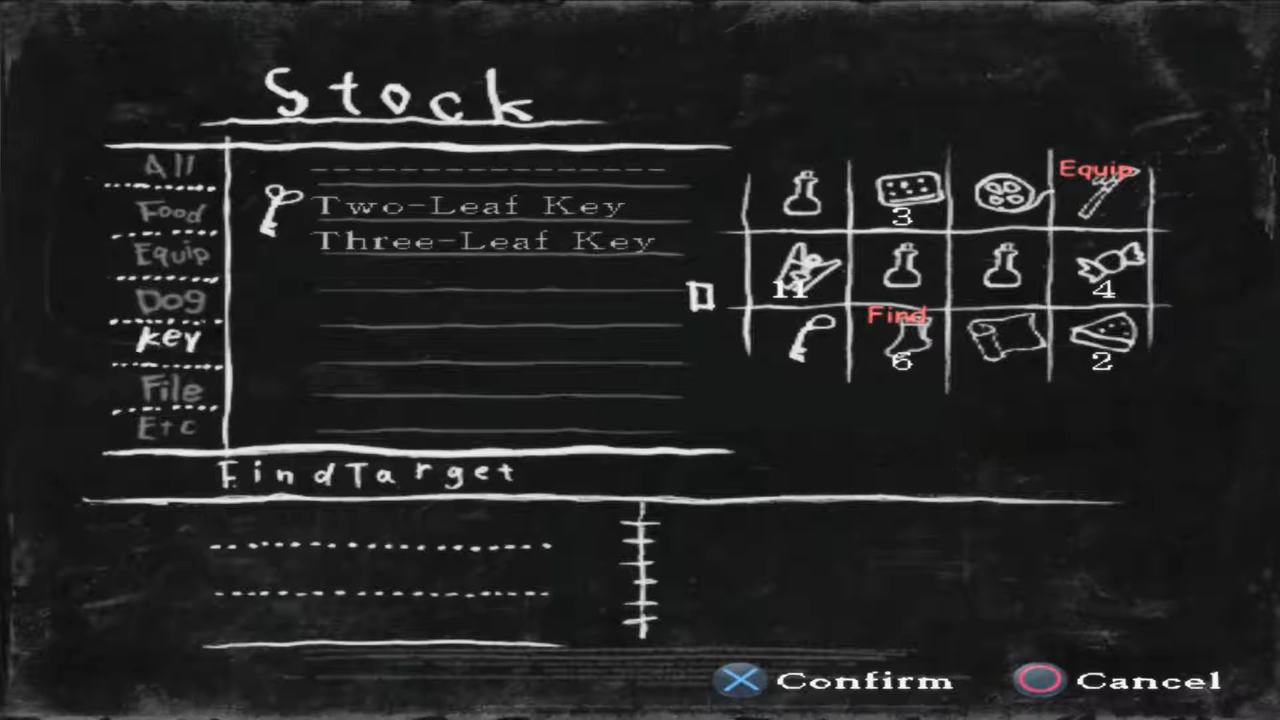 Stock
All
Food
Equip
Dog
Key
File
Etc
Two-Leaf Key
Three-Leaf Key
3
Equip
11
4
Find
6
2
FindTarget
Confirm
Cancel